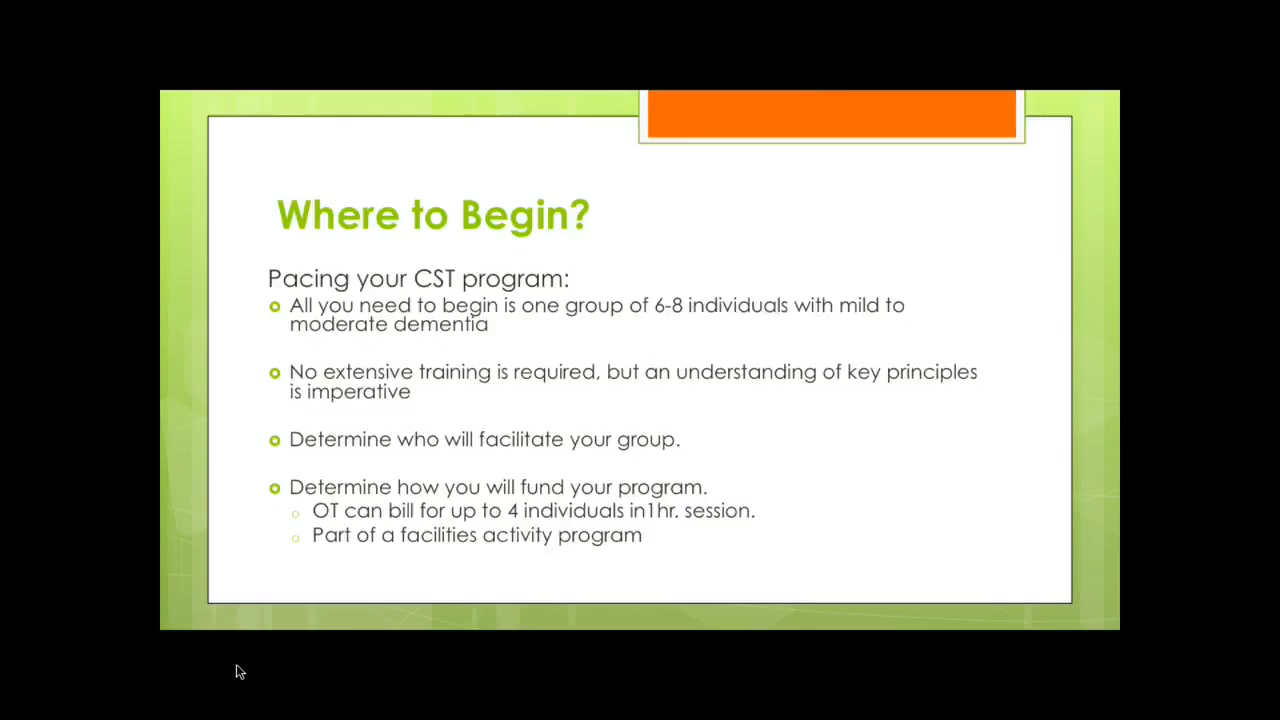 Where to Begin?
Pacing your CST program:
All you need to begin is one group of 6-8 individuals with mild to
moderate dementia
No extensive training is required, but an understanding of key principles
is imperative
Determine who will facilitate your group.
Determine how you will fund your program.
OT can bill for up to 4 individuals in1hr. session.
Part of a facilities activity program